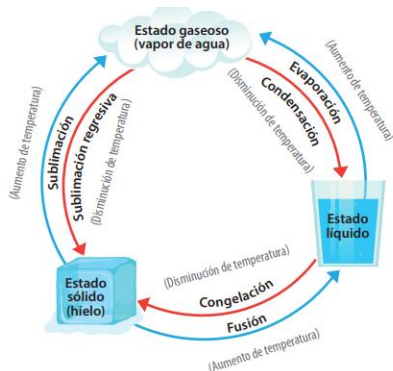 Estado gaseoso
(vapor de agua)
(Aumento de temperatura)
Evaporación
Condensación
(Disminución de temperatura)
(Aumento de temperatura)
Sublimación
Sublimación regresiva
(Disminución de temperatura)
Estado
líquido
Estado
sólido
(hielo)
(Disminución de temperatura)
Congelación
Fusión
(Aumento de temperatura)